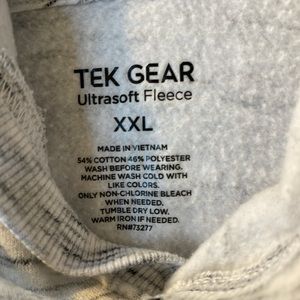 TEK GEAR
Ultrasoft Fleece
XXL
MADE IN VIETNAM
54% COTTON 46% POLYESTER
WASH BEFORE WEARING.
MACHINE WASH COLD WITH
LIKE COLORS.
ONLY NON-CHLORINE BLEACH
WHEN NEEDED.
TUMBLE DRY LOW.
WARM IRON IF NEEDED.
RN#73277